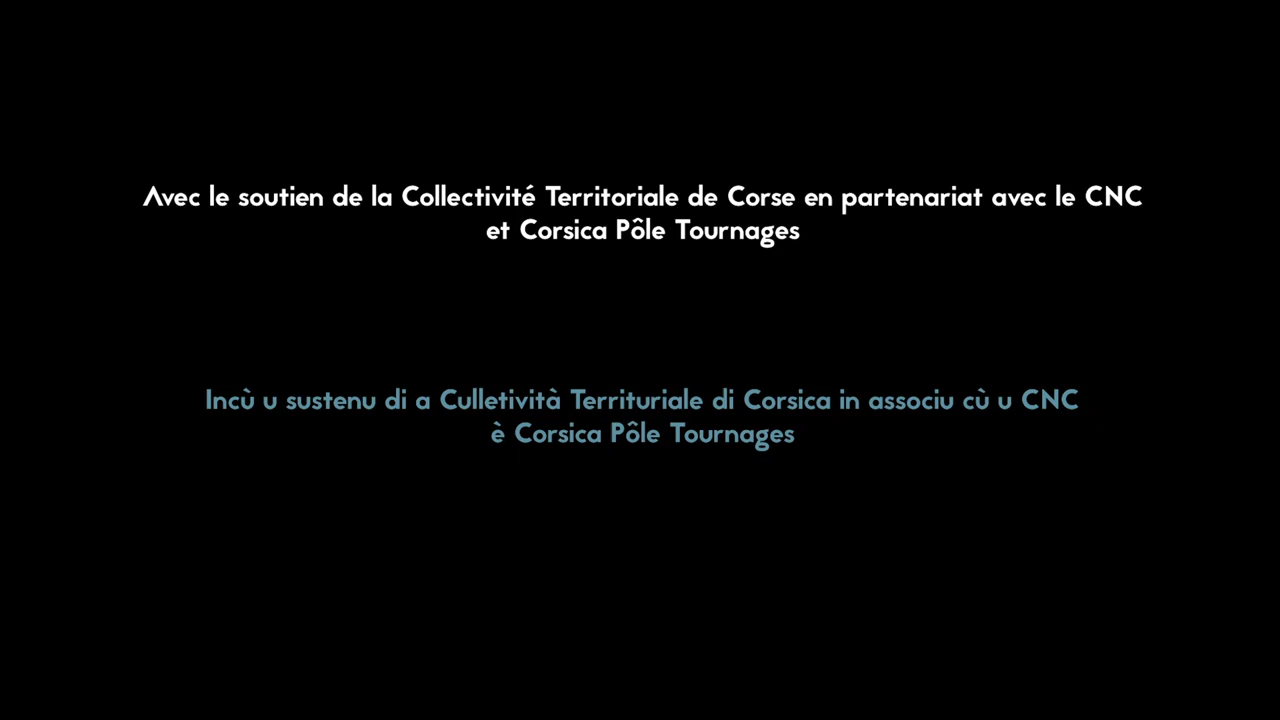 Avec le soutien de la Collectivité Territoriale de Corse en partenariat avec le CNC
et Corsica Pôle Tournages
Incù u sustenu di a Culletività Territuriale di Corsica in associu cù u CNC
è Corsica Pôle Tournages